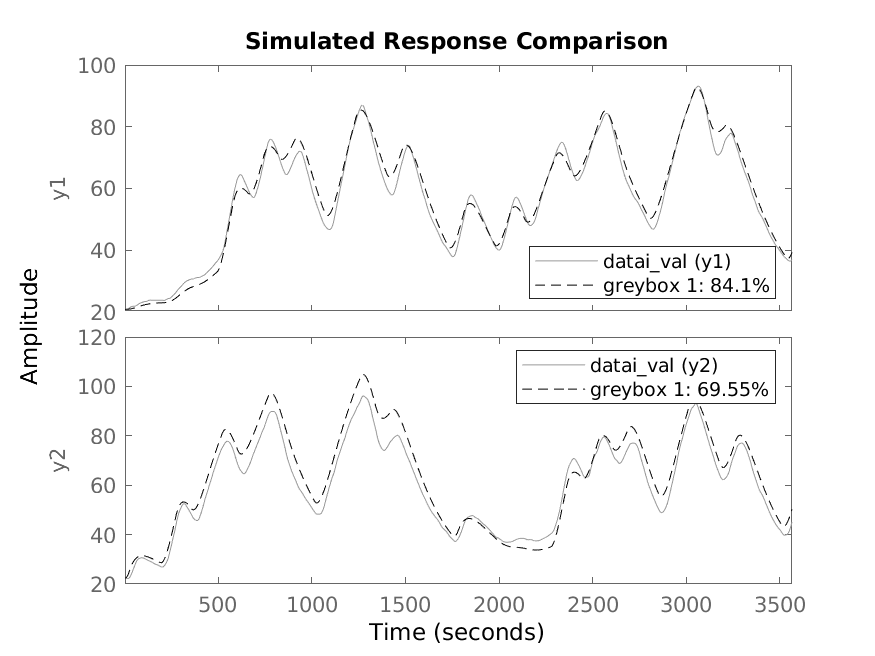 Simulated Response Comparison
100
80
60
40
20
y1
datai_val (y1)
greybox 1: 84.1%
Amplitude
120
100
80
60
40
20
y2
datai_val (y2)
greybox 1: 69.55%
500 1000 1500 2000 2500 3000 3500
Time (seconds)